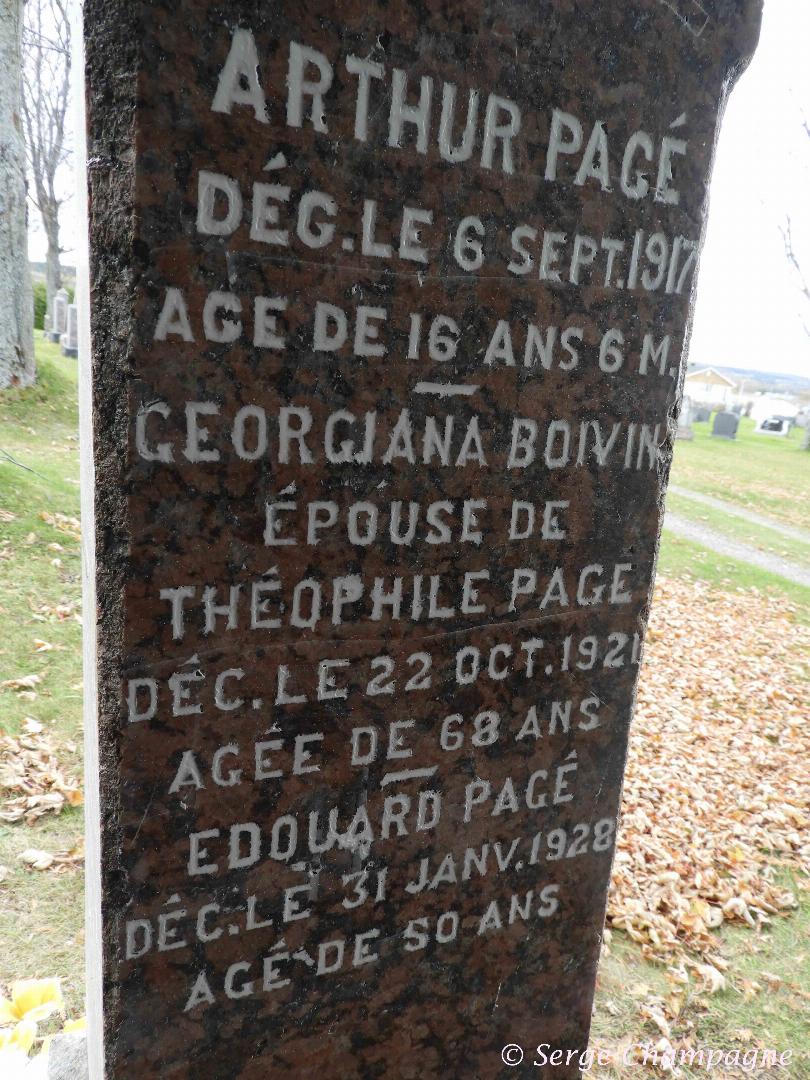 ARTHUR PAGÉ
DÉG. LE 6 SEPT. 1917
AGE DE 16 ANS 6 M.
GEORGIANA BOIVIN
ÉPOUSE DE
THÉOPHILE PAGÉ
DÉC. LE 22 OCT. 1921
AGÉE DE 68 ANS
EDOUARD PAGÉ
DÉC. LE 31 JANV. 1928
AGÉ DE 50 ANS
© Serge Champagne